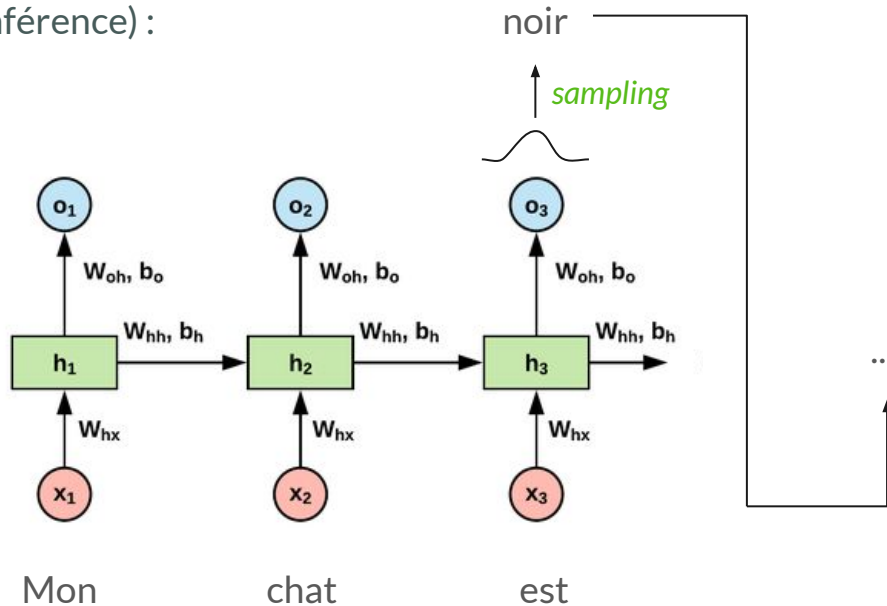 nférence) :
noir
sampling
o₁ o₂ o₃
Wₒₕ, bₒ Wₒₕ, bₒ Wₒₕ, bₒ
Wₕₕ, bₕ Wₕₕ, bₕ Wₕₕ, bₕ
h₁ h₂ h₃
...
Wₕₓ Wₕₓ Wₕₓ
x₁ x₂ x₃
Mon chat est